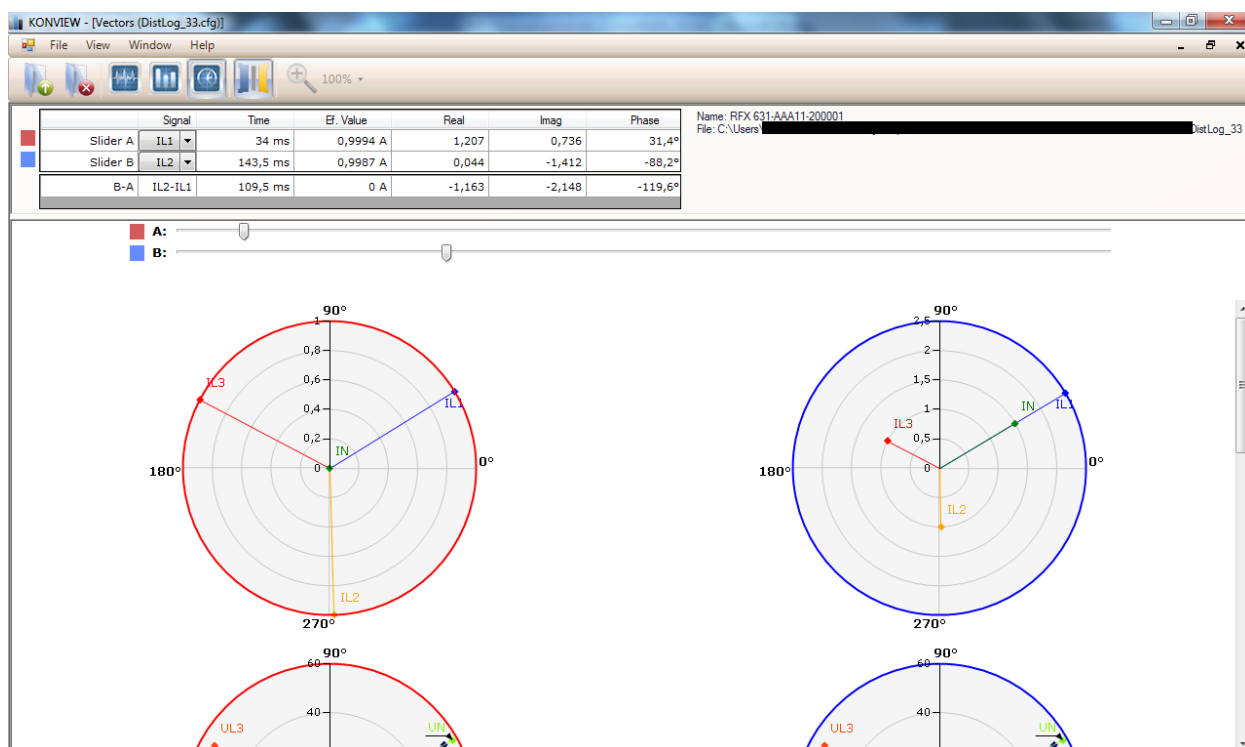 KONVIEW - [Vectors (DistLog_33.cfg)]
File View Window Help
100%
Signal Time Ef. Value Real Imag Phase
Slider A IL1 34 ms 0,9994 A 1,207 0,736 31,4°
Slider B IL2 143,5 ms 0,9987 A 0,044 -1,412 -88,2°
B-A IL2-IL1 109,5 ms 0 A -1,163 -2,148 -119,6°
Name: RFX 631-AAA11-200001
File: C:\Users\ DistLog_33
A:
B:
90°
1
0,8
0,6
0,4
0,2
0
IL3
IL1
IN
IL2
180°
0°
270°
90°
2,5
2
1,5
1
0,5
0
IN
IL1
IL3
IL2
180°
0°
270°
90°
60
40
UL3
UN
90°
60
40
UL3
UN